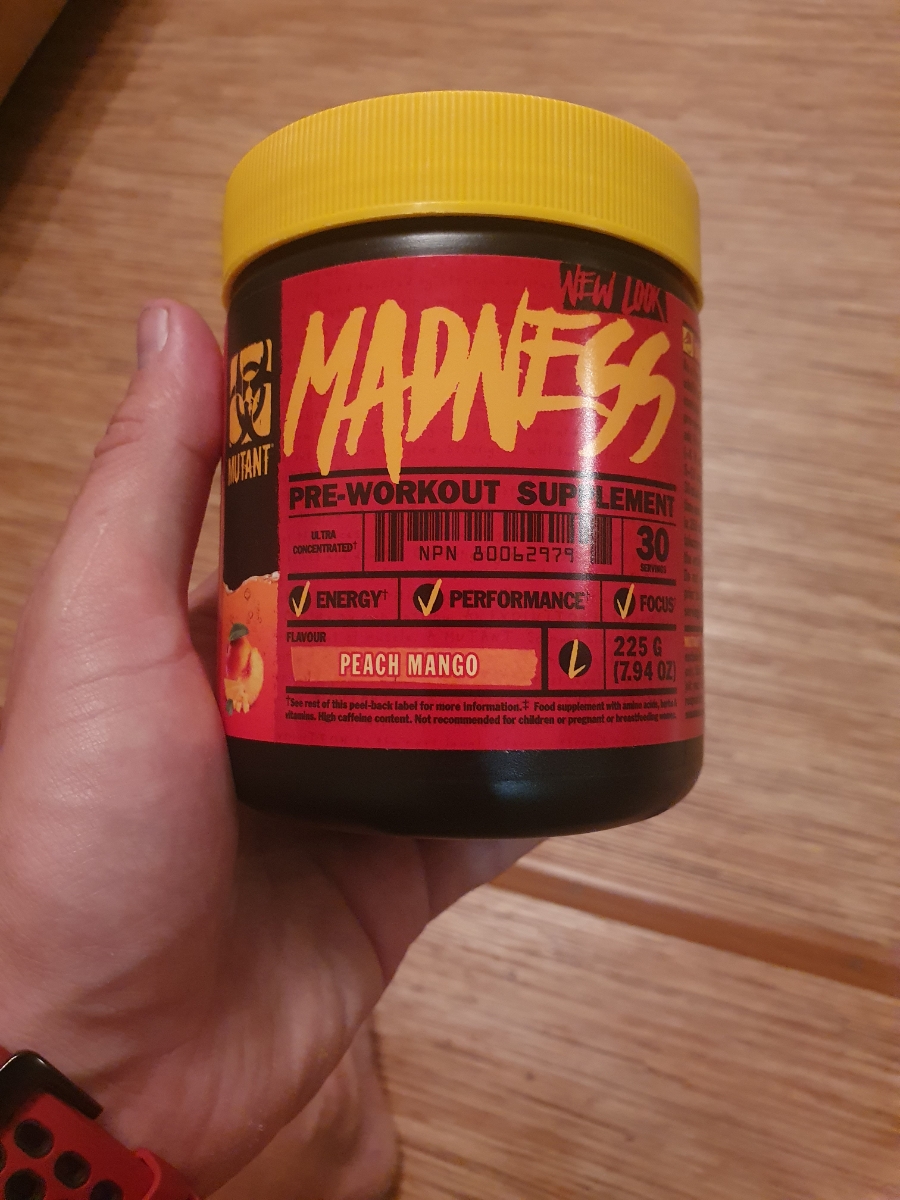 NEW LOOK
MADNESS
MUTANT
PRE-WORKOUT SUPPLEMENT
ULTRA
CONCENTRATED†
NPN 80062979
30
SERVINGS
ENERGY† PERFORMANCE† FOCUS†
FLAVOUR
PEACH MANGO
L
225 G
(7.94 OZ)
†See rest of this peel-back label for more information.‡ Food supplement with amino acids, herbs &
vitamins. High caffeine content. Not recommended for children or pregnant or breastfeeding women.